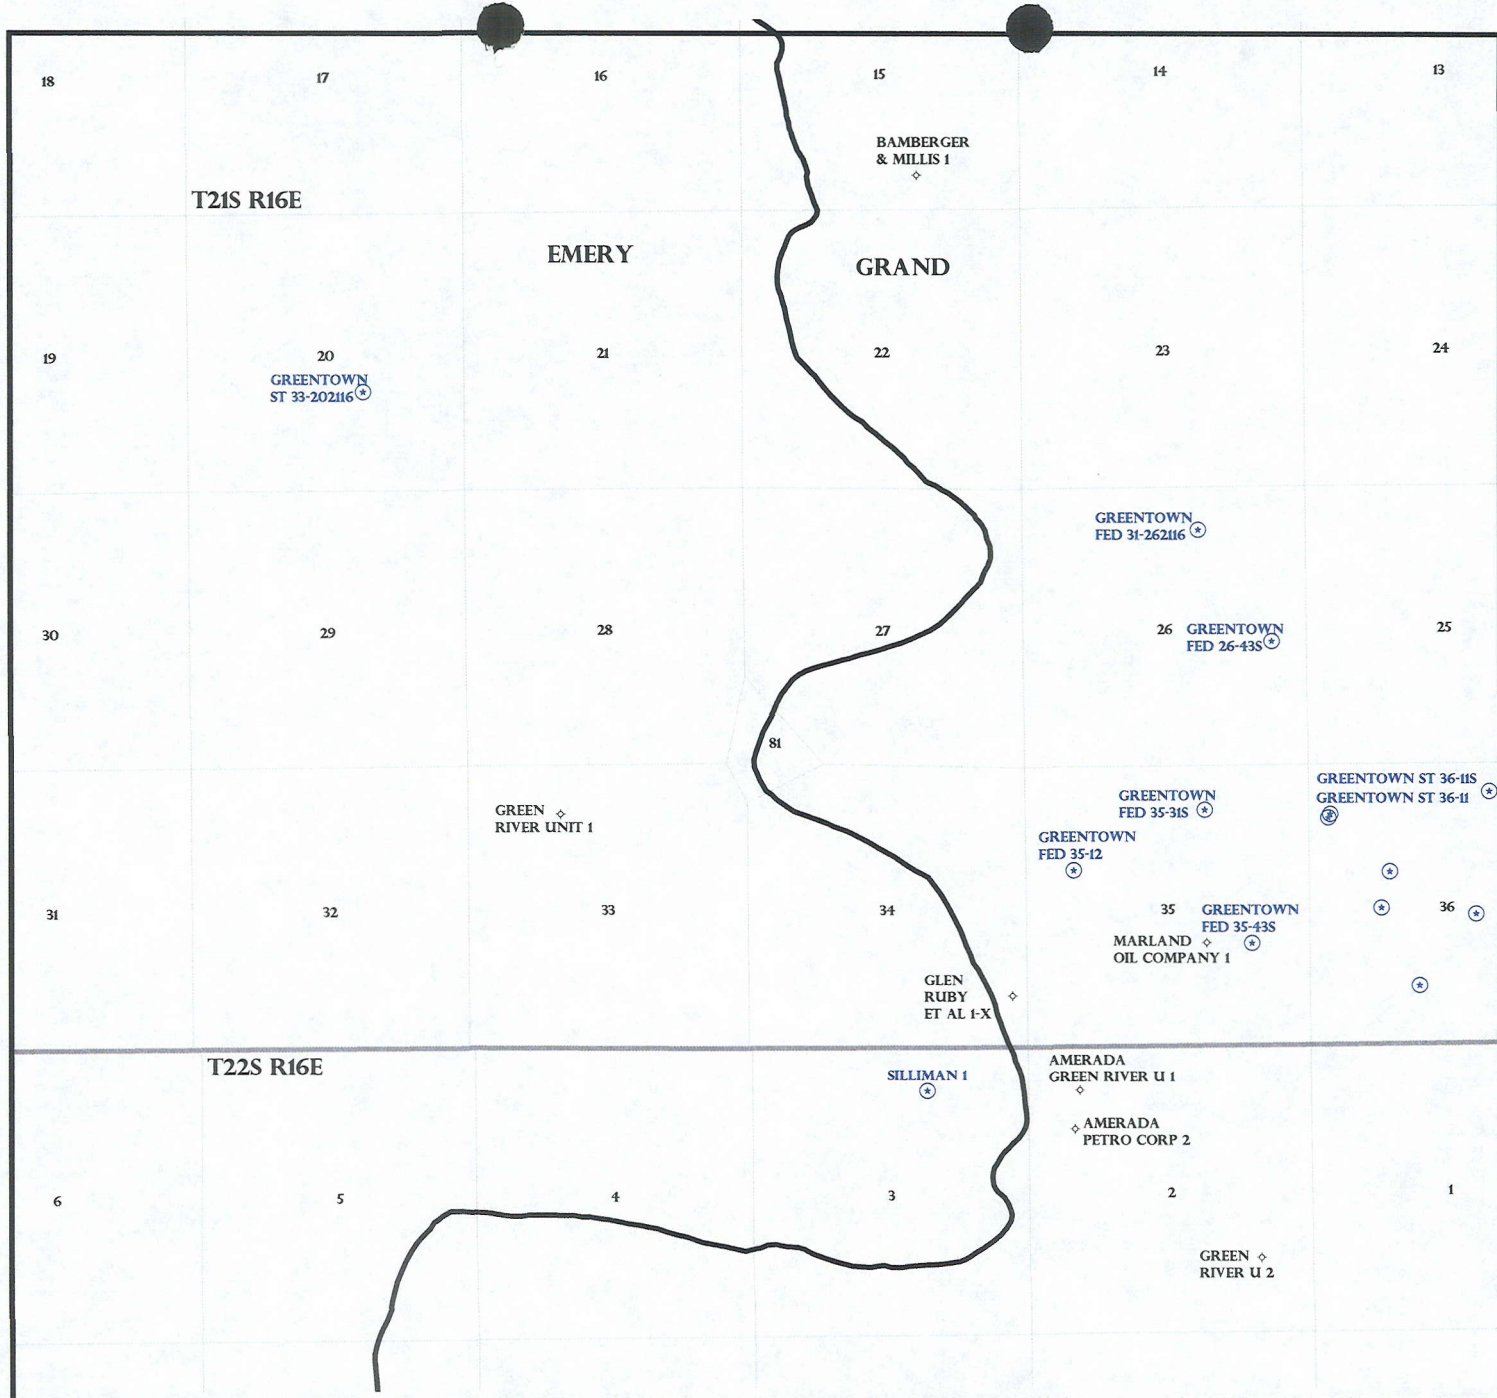 18
17
16
15
14
13
BAMBERGER
& MILLIS 1
T21S R16E
EMERY
GRAND
19
20
21
22
23
24
GREENTOWN
ST 33-202116
GREENTOWN
FED 31-262116
30
29
28
27
26
GREENTOWN
FED 26-43S
25
81
GREEN
RIVER UNIT 1
GREENTOWN
FED 35-31S
GREENTOWN ST 36-11S
GREENTOWN ST 36-11
GREENTOWN
FED 35-12
31
32
33
34
35
GREENTOWN
FED 35-43S
36
MARLAND
OIL COMPANY 1
GLEN
RUBY
ET AL 1-X
T22S R16E
SILLIMAN 1
AMERADA
GREEN RIVER U 1
AMERADA
PETRO CORP 2
6
5
4
3
2
1
GREEN
RIVER U 2